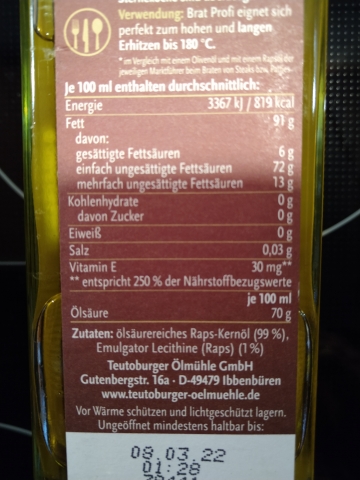 Verwendung: Brat Profi eignet sich
perfekt zum hohen und langen
Erhitzen bis 180 °C.
* im Vergleich mit einem Olivenöl und mit einem Rapsöl der
jeweiligen Marktführer beim Braten von Steaks bzw.
Je 100 ml enthalten durchschnittlich:
Energie 3367 kJ / 819 kcal
Fett 91 g
davon:
gesättigte Fettsäuren 6 g
einfach ungesättigte Fettsäuren 72 g
mehrfach ungesättigte Fettsäuren 13 g
Kohlenhydrate 0 g
davon Zucker 0 g
Eiweiß 0 g
Salz 0,03 g
Vitamin E 30 mg**
** entspricht 250 % der Nährstoffbezugswerte
je 100 ml
Ölsäure 70 g
Zutaten: ölsäurereiches Raps-Kernöl (99 %),
Emulgator Lecithine (Raps) (1 %)
Teutoburger Ölmühle GmbH
Gutenbergstr. 16a · D-49479 Ibbenbüren
www.teutoburger-oelmuehle.de
Vor Wärme schützen und lichtgeschützt lagern.
Ungeöffnet mindestens haltbar bis:
08.03.22
01:28